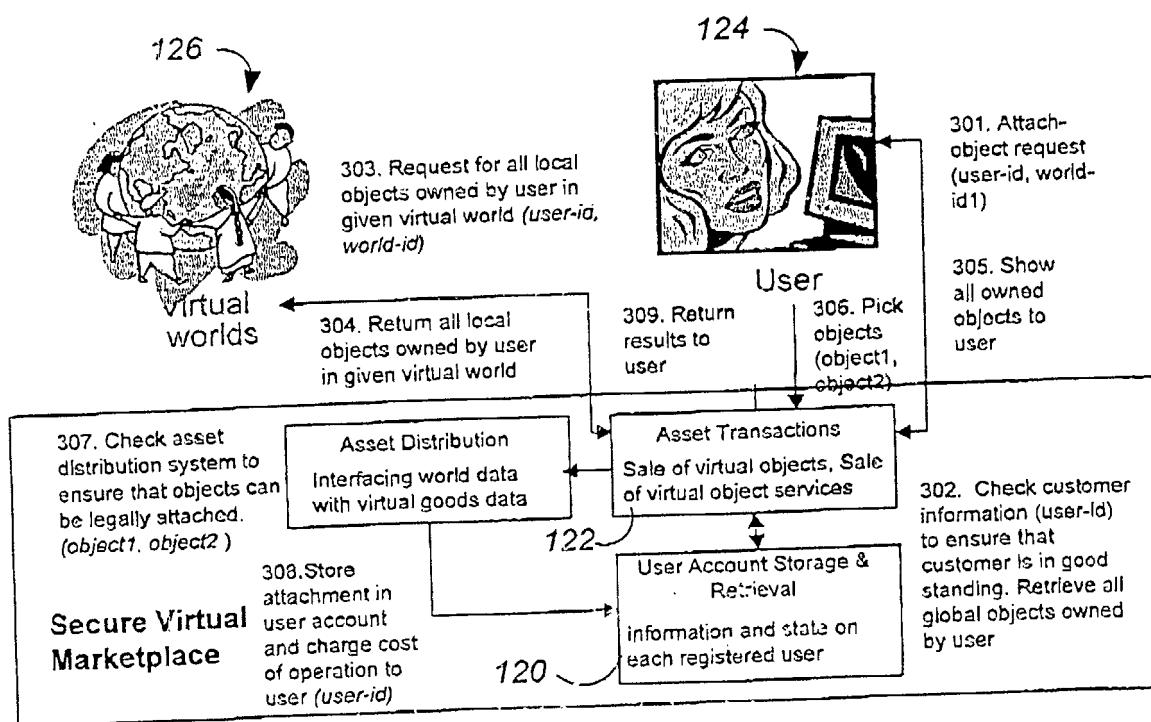 126
124
301. Attach-
object request
(user-id, world-
id1)
303. Request for all local
objects owned by user in
given virtual world (user-id,
world-id)
User
Virtual
worlds
304. Return all local
objects owned by user
in given virtual world
309. Return
results to
user
306. Pick
objects
(object1,
object2)
305. Show
all owned
objects to
user
307. Check asset
distribution system to
ensure that objects can
be legally attached.
(object1, object2 )
Asset Distribution
Interfacing world data
with virtual goods data
Asset Transactions
Sale of virtual objects, Sale
of virtual object services
122
302. Check customer
information (user-id)
to ensure that
customer is in good
standing. Retrieve all
global objects owned
by user
308.Store
attachment in
user account
and charge cost
of operation to
user (user-id)
User Account Storage &
Retrieval
information and state on
each registered user
120
Secure Virtual
Marketplace